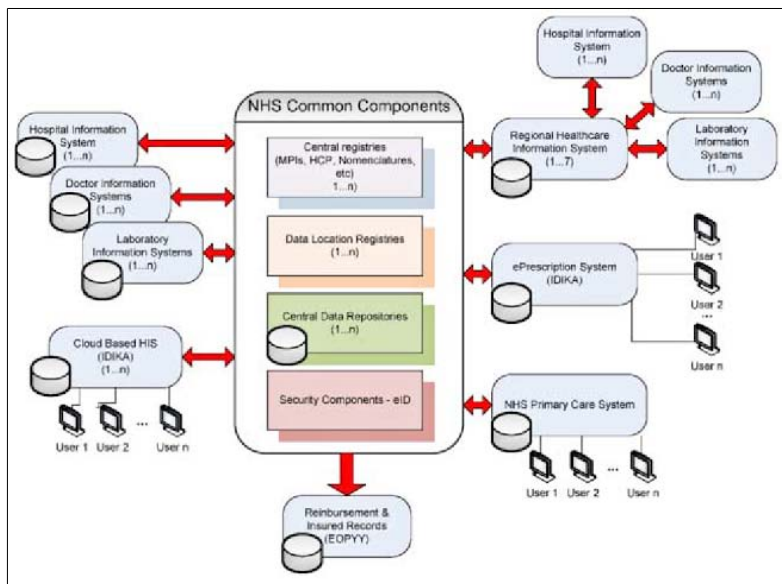 Hospital Information
System
(1...n)
Doctor Information
Systems
(1...n)
Laboratory
Information Systems
(1...n)
Cloud Based HIS
(IDIKA)
(1...n)
User 1
User 2
...
User n
NHS Common Components
Central registries
(MPIs, HCP, Nomenclatures,
etc)
1...n)
Data Location Registries
(1...n)
Central Data Repositories
(1...n)
Security Components - eID
Reinbursement &
Insured Records
(EOPYY)
Hospital Information
System
(1...n)
Doctor Information
Systems
(1...n)
Regional Healthcare
Information System
(1...7)
Laboratory
Information Systems
(1...n)
ePrescription System
(IDIKA)
User 1
User 2
...
User n
NHS Primary Care System
User 1
User 2
...
User n